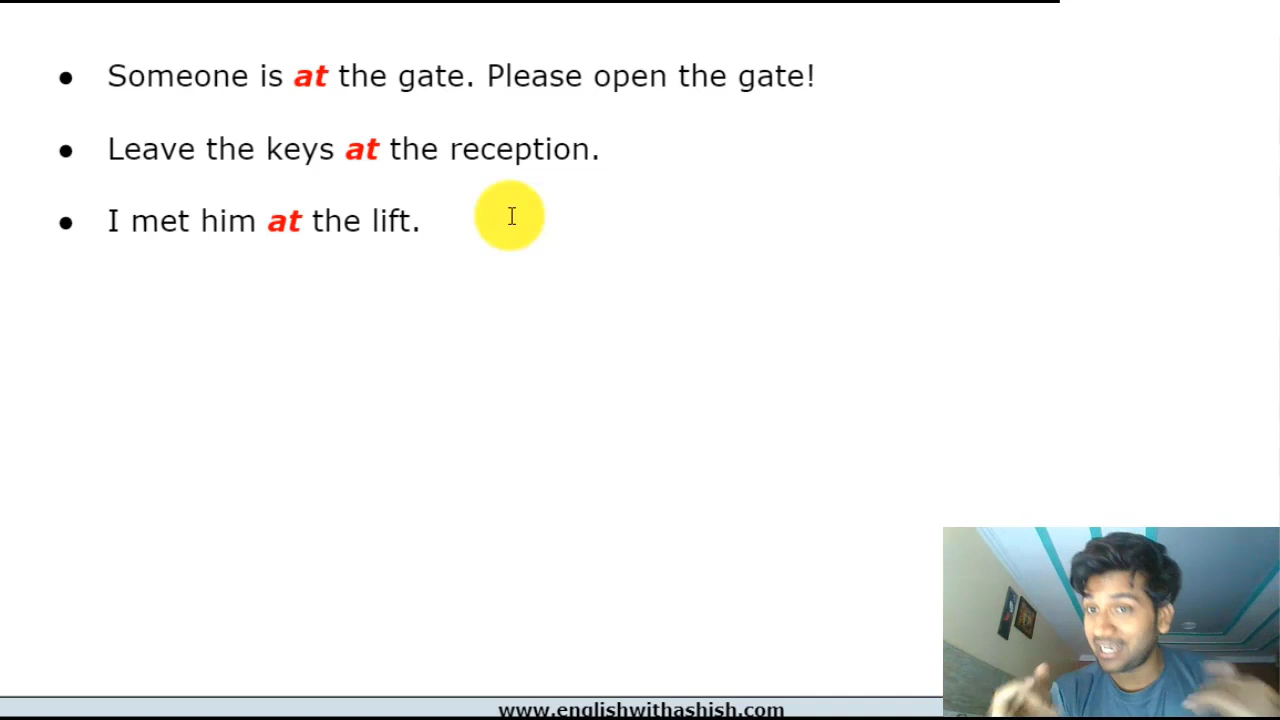 ● Someone is at the gate. Please open the gate!
● Leave the keys at the reception.
● I met him at the lift.
www.englishwithashish.com